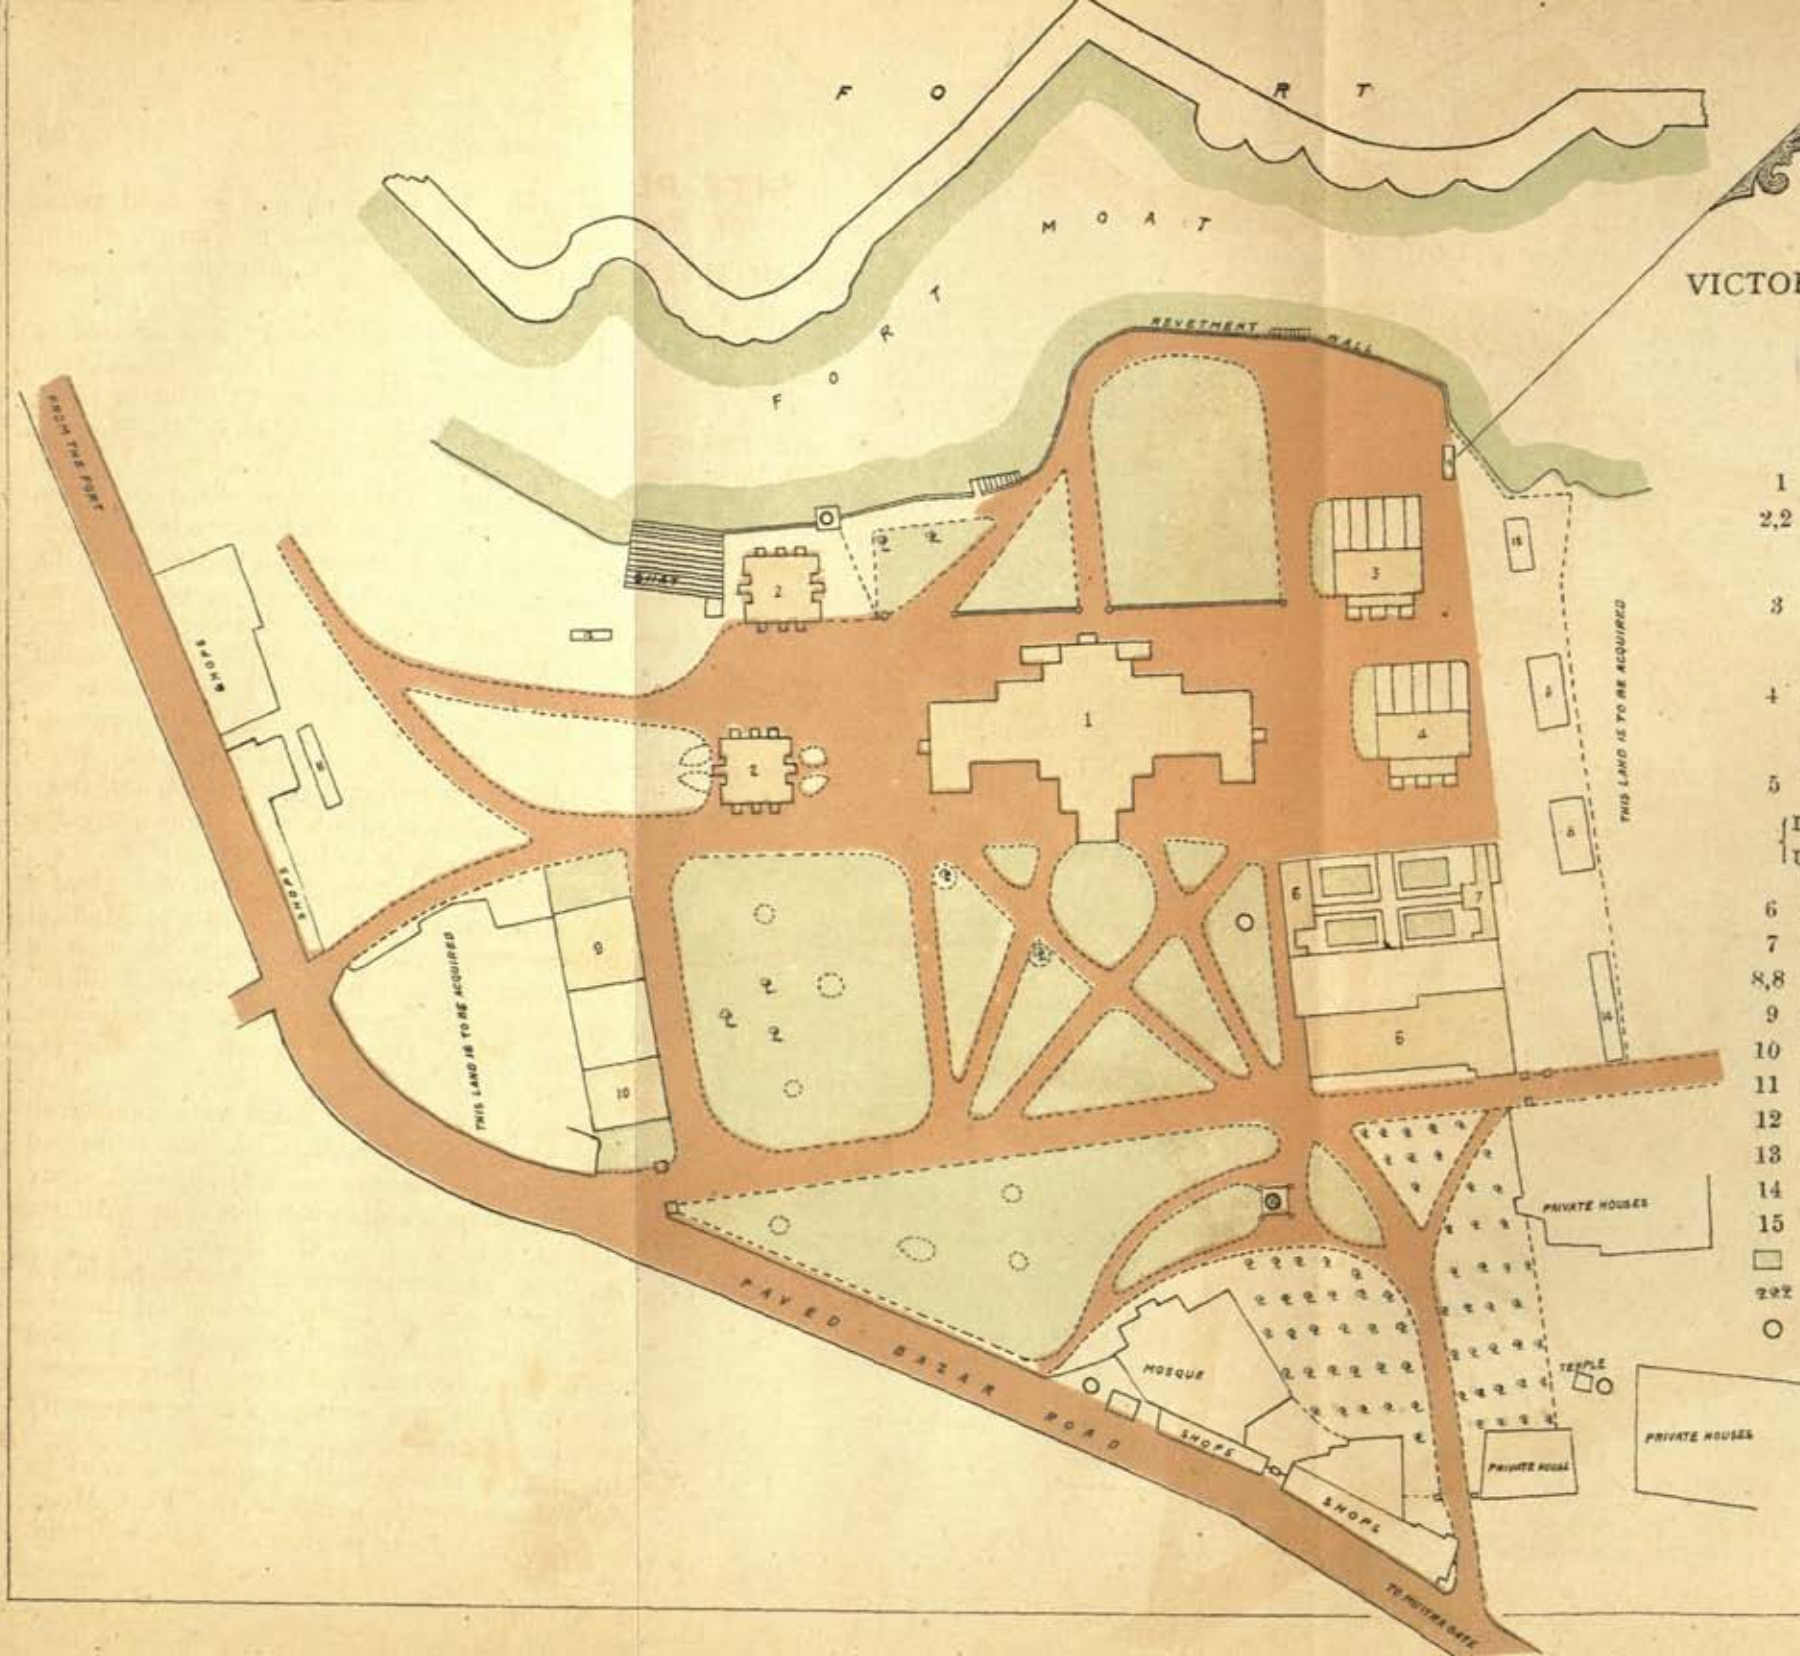 F O R T
M O A T
F O R T
REVETMENT WALL
VICTO
FROM THE FORT
GHAT
SHOPS
SHOPS
2
2
1
3
4
THIS LAND IS TO BE ACQUIRED
THIS LAND IS TO BE ACQUIRED
9
10
6
7
8
8
PAVED BAZAR ROAD
MOSQUE
SHOPS
SHOPS
TEMPLE
PRIVATE HOUSES
PRIVATE HOUSES
PRIVATE HOUSE
1
2,2
3
4
5
6
7
8,8
9
10
11
12
13
14
15